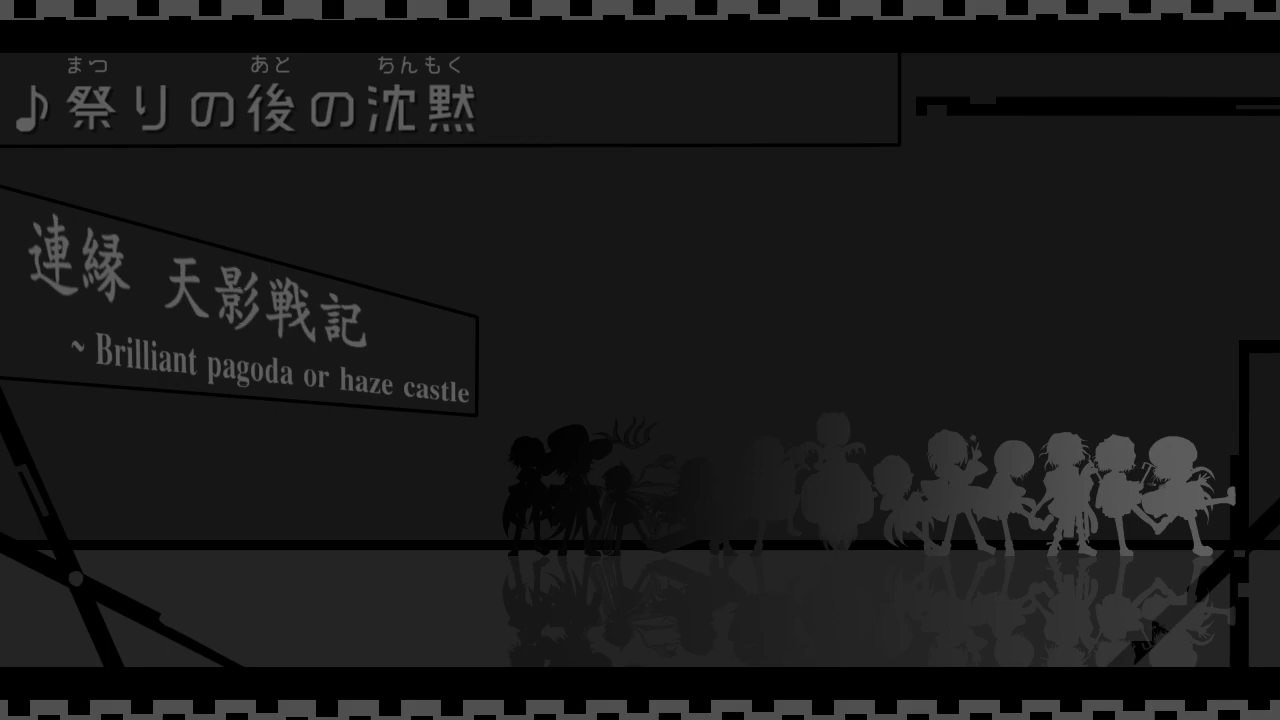 まつ あと ちんもく
♪祭りの後の沈黙
連縁 天影戦記
~ Brilliant pagoda or haze castle